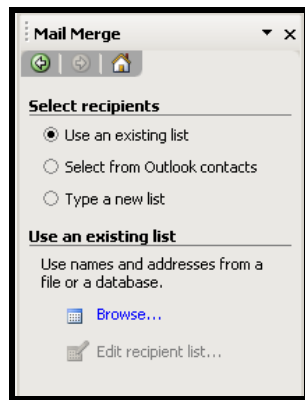 Mail Merge
Select recipients
Use an existing list
Select from Outlook contacts
Type a new list
Use an existing list
Use names and addresses from a
file or a database.
Browse...
Edit recipient list...